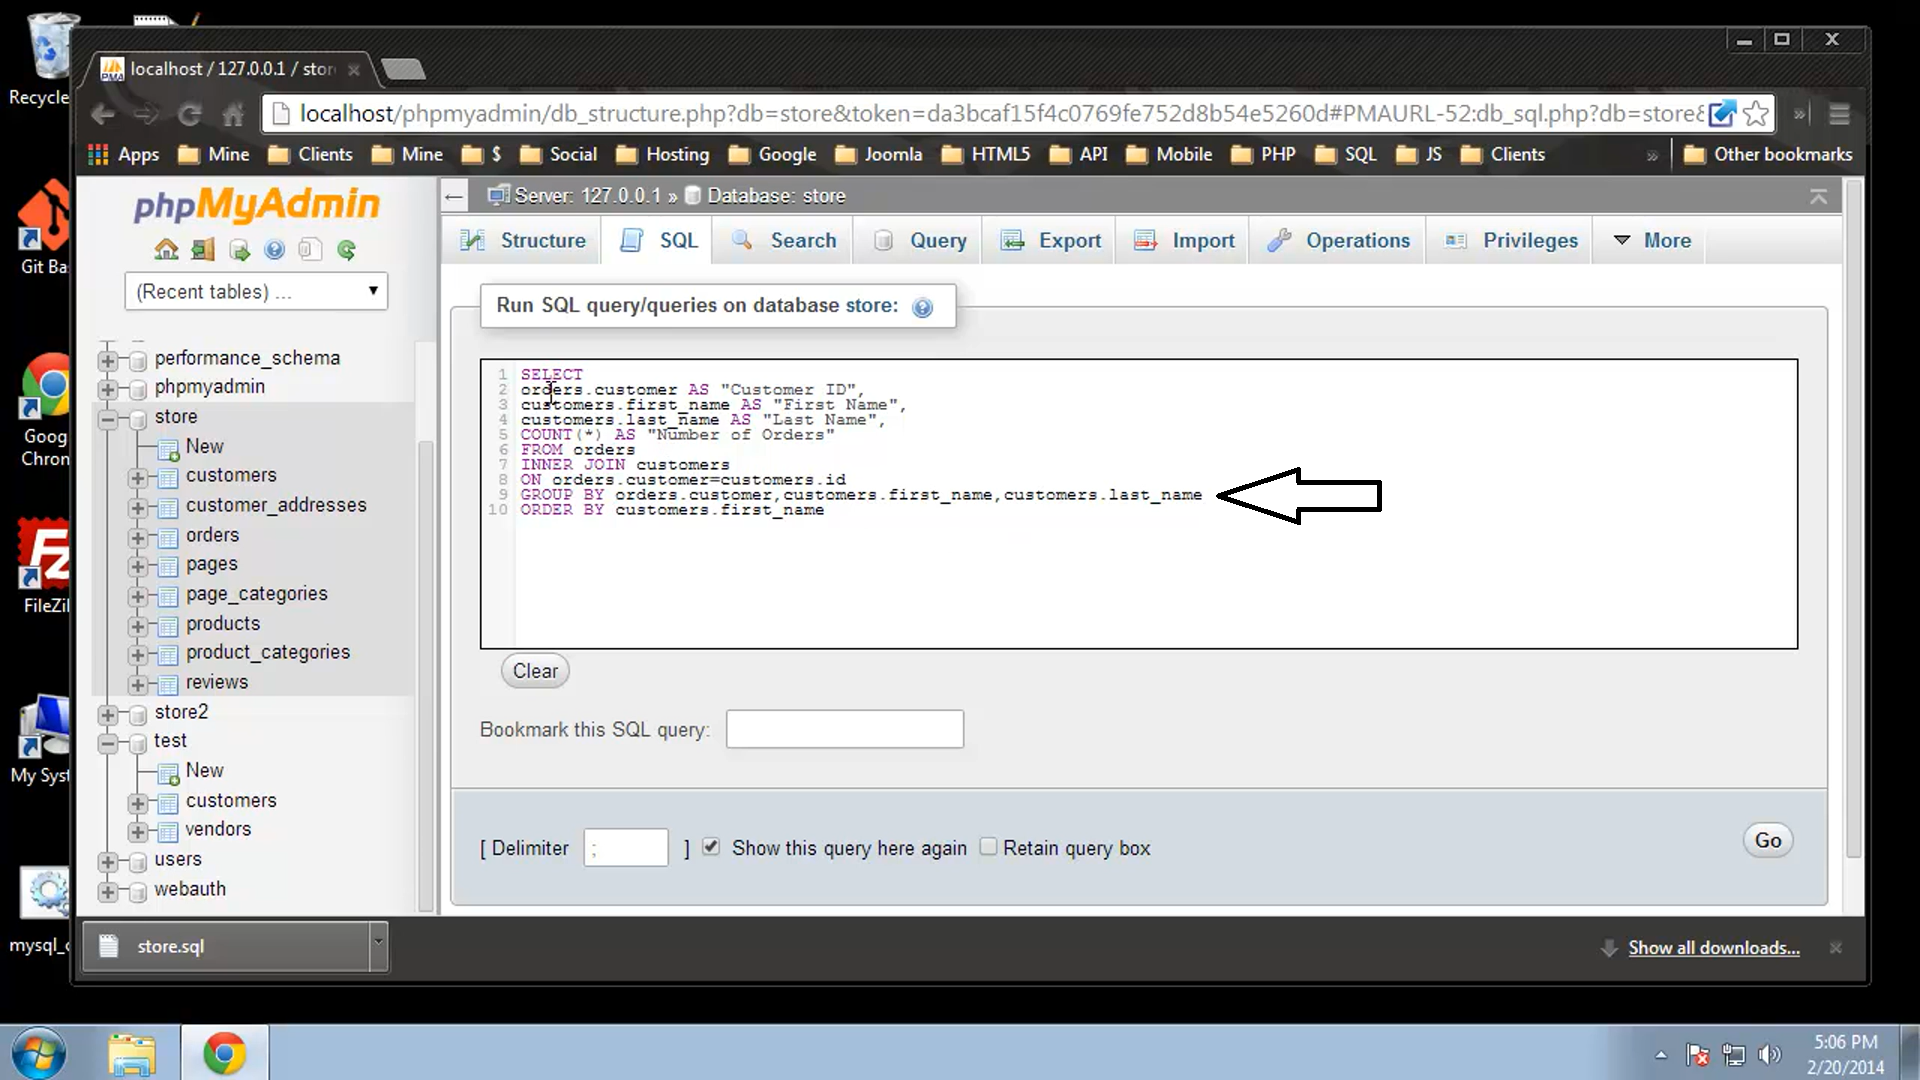 Recycle
localhost / 127.0.0.1 / stor
localhost/phpmyadmin/db_structure.php?db=store&token=da3bcaf15f4c0769fe752d8b54e5260d#PMAURL-52:db_sql.php?db=store&
Apps Mine Clients Mine $ Social Hosting Google Joomla HTML5 API Mobile PHP SQL JS Clients » Other bookmarks
phpMyAdmin
Server: 127.0.0.1 » Database: store
Structure SQL Search Query Export Import Operations Privileges More
(Recent tables) ...
performance_schema
phpmyadmin
store
New
customers
customer_addresses
orders
pages
page_categories
products
product_categories
reviews
store2
test
New
customers
vendors
users
webauth
Run SQL query/queries on database store:
1 SELECT
2 orders.customer AS "Customer ID",
3 customers.first_name AS "First Name",
4 customers.last_name AS "Last Name",
5 COUNT(*) AS "Number of Orders"
6 FROM orders
7 INNER JOIN customers
8 ON orders.customer=customers.id
9 GROUP BY orders.customer,customers.first_name,customers.last_name
10 ORDER BY customers.first_name
Clear
Bookmark this SQL query:
[ Delimiter ; ] Show this query here again Retain query box
Go
Git Ba
Goog
Chron
FileZil
My Syst
mysql_c
store.sql
Show all downloads...
5:06 PM
2/20/2014